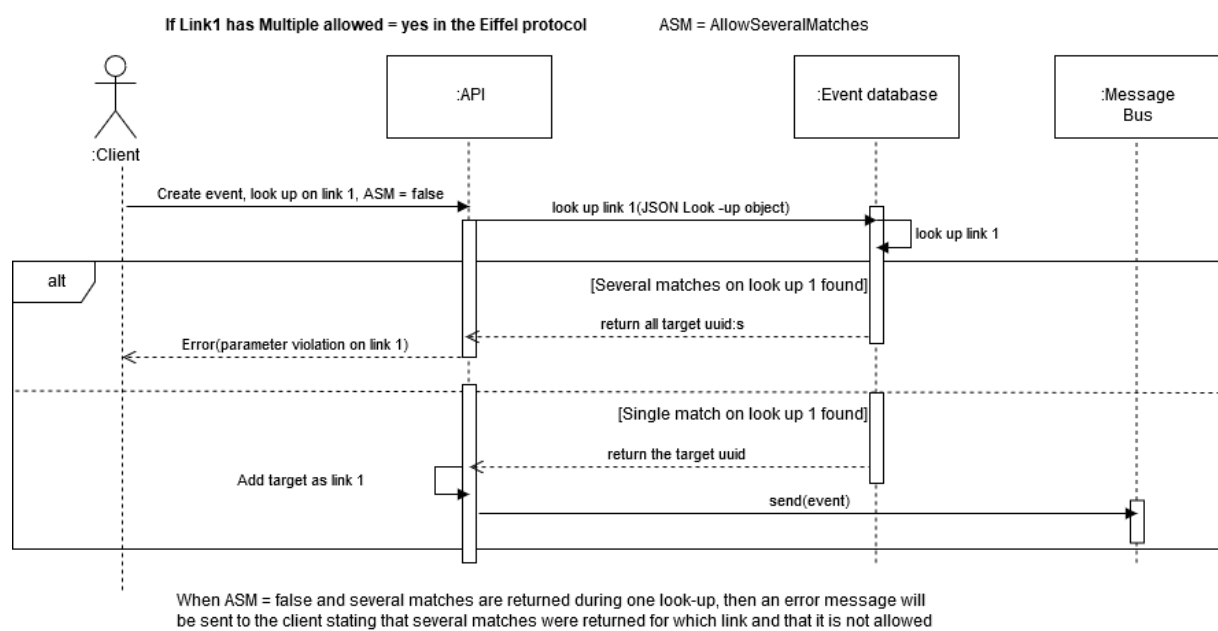 If Link1 has Multiple allowed = yes in the Eiffel protocol
ASM = AllowSeveralMatches
:Client
:API
:Event database
:Message
Bus
Create event, look up on link 1, ASM = false
look up link 1(JSON Look -up object)
look up link 1
alt
[Several matches on look up 1 found]
return all target uuid:s
Error(parameter violation on link 1)
[Single match on look up 1 found]
return the target uuid
Add target as link 1
send(event)
When ASM = false and several matches are returned during one look-up, then an error message will
be sent to the client stating that several matches were returned for which link and that it is not allowed